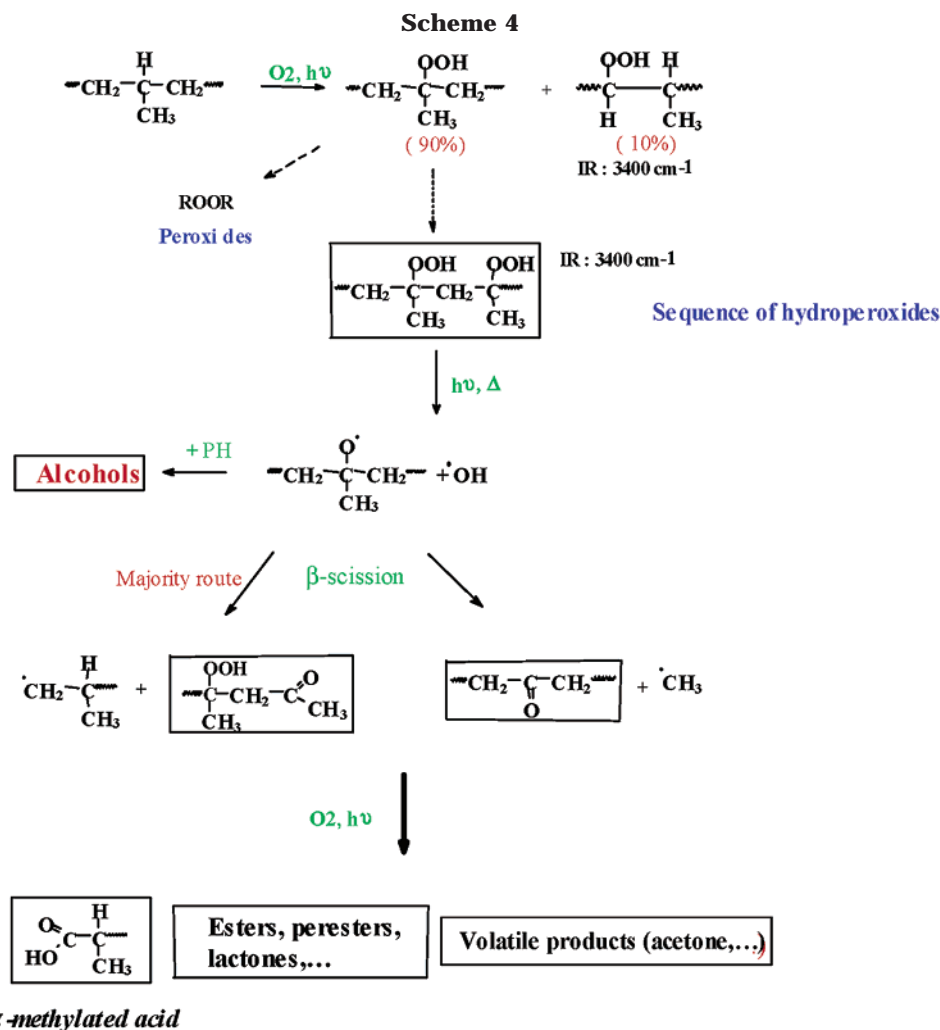 Scheme 4
H
–CH2–C–CH2–
CH3
O2, hυ
OOH
–CH2–C–CH2–
CH3
( 90%)
+
OOH H
C C
H CH3
( 10%)
IR : 3400 cm-1
ROOR
Peroxi des
OOH OOH
–CH2–C–CH2–C
CH3 CH3
IR : 3400 cm-1
Sequence of hydroperoxides
hυ, Δ
Alcohols
+ PH
O•
–CH2–C–CH2– + •OH
CH3
Majority route
β-scission
H
•CH2–C
CH3
+
OOH
C–CH2–C O
CH3 CH3
–CH2–C–CH2–
O
+ •CH3
O2, hυ
O H
C–C
HO CH3
Esters, peresters,
lactones,...
Volatile products (acetone,...)
-methylated acid